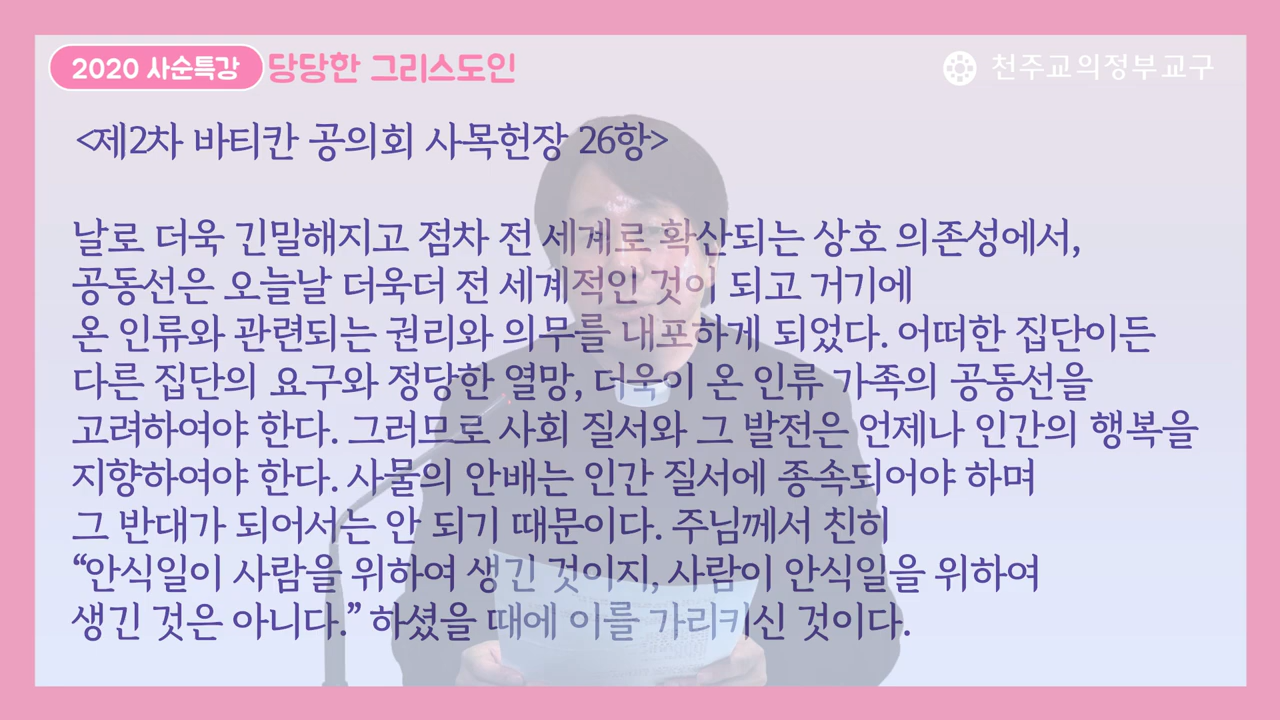 2020 사순특강 당당한 그리스도인
천주교의정부교구
<제2차 바티칸 공의회 사목헌장 26항>
날로 더욱 긴밀해지고 점차 전 세계로 확산되는 상호 의존성에서,
공동선은 오늘날 더욱더 전 세계적인 것이 되고 거기에
온 인류와 관련되는 권리와 의무를 내포하게 되었다. 어떠한 집단이든
다른 집단의 요구와 정당한 열망, 더욱이 온 인류 가족의 공동선을
고려하여야 한다. 그러므로 사회 질서와 그 발전은 언제나 인간의 행복을
지향하여야 한다. 사물의 안배는 인간 질서에 종속되어야 하며
그 반대가 되어서는 안 되기 때문이다. 주님께서 친히
“안식일이 사람을 위하여 생긴 것이지, 사람이 안식일을 위하여
생긴 것은 아니다.” 하셨을 때에 이를 가리키신 것이다.